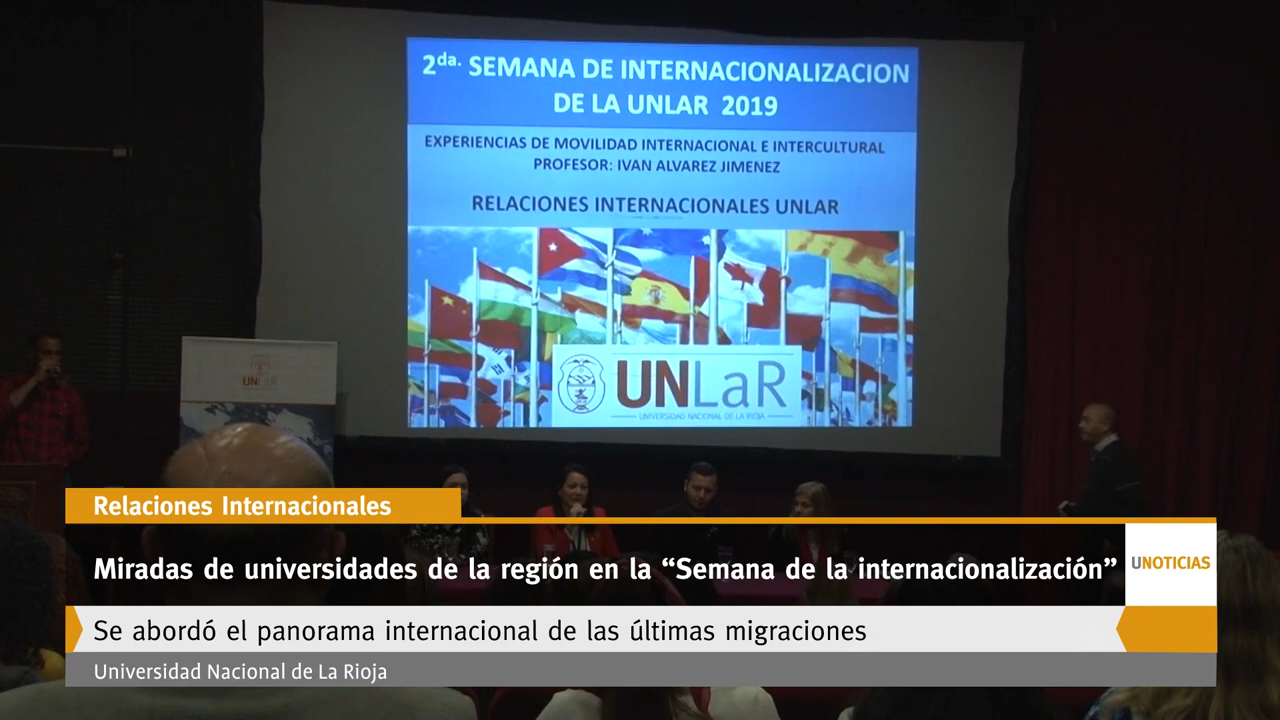 2da. SEMANA DE INTERNACIONALIZACION
DE LA UNLAR 2019
EXPERIENCIAS DE MOVILIDAD INTERNACIONAL E INTERCULTURAL
PROFESOR: IVAN ALVAREZ JIMENEZ
RELACIONES INTERNACIONALES UNLAR
UNLaR
UNIVERSIDAD NACIONAL DE LA RIOJA
UNLaR
Relaciones Internacionales
Miradas de universidades de la región en la “Semana de la internacionalización”
UNOTICIAS
Se abordó el panorama internacional de las últimas migraciones
Universidad Nacional de La Rioja